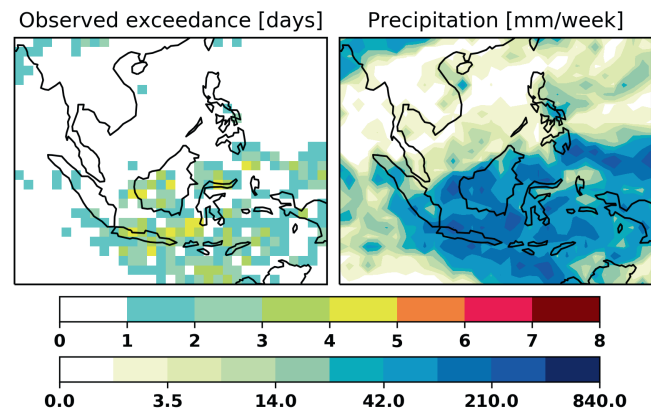 Observed exceedance [days]
Precipitation [mm/week]
0 1 2 3 4 5 6 7 8
0.0 3.5 14.0 42.0 210.0 840.0